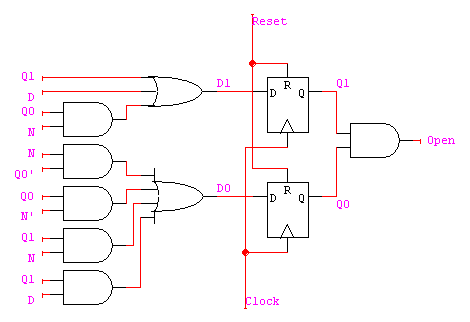 Reset
Q1
D
Q0
N
D1
D
R
Q
Q1
N
Q0'
Open
Q0
N'
D0
D
R
Q
Q0
Q1
N
Q1
D
Clock